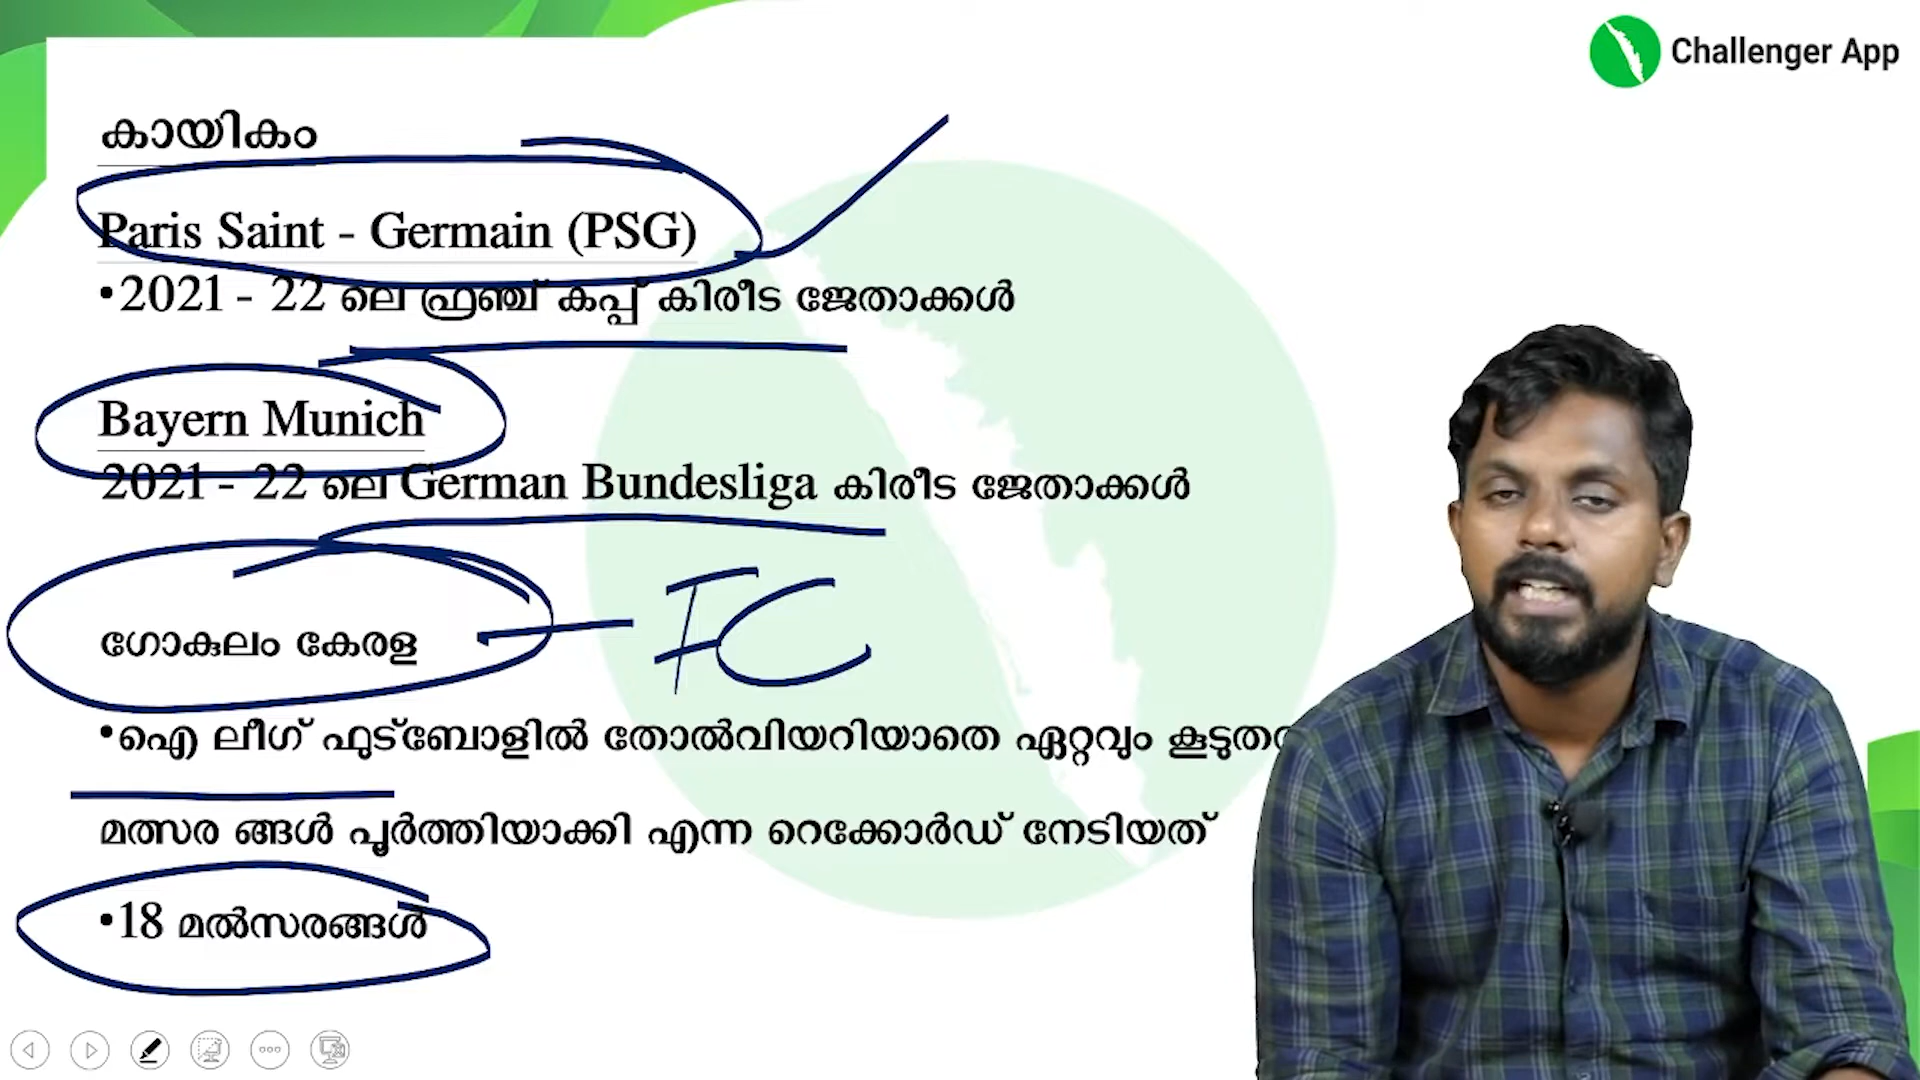 Challenger App
കായികം
Paris Saint - Germain (PSG)
•2021 - 22 ലെ ഫ്രഞ്ച് കപ്പ് കിരീട ജേതാക്കൾ
Bayern Munich
2021 - 22 ലെ German Bundesliga കിരീട ജേതാക്കൾ
ഗോകുലം കേരള - FC
•ഐ ലീഗ് ഫുട്ബോളിൽ തോൽവിയറിയാതെ ഏറ്റവും
മത്സര ങ്ങൾ പൂർത്തിയാക്കി എന്ന റെക്കോർഡ് നേടിയത്
•18 മൽസരങ്ങൾ